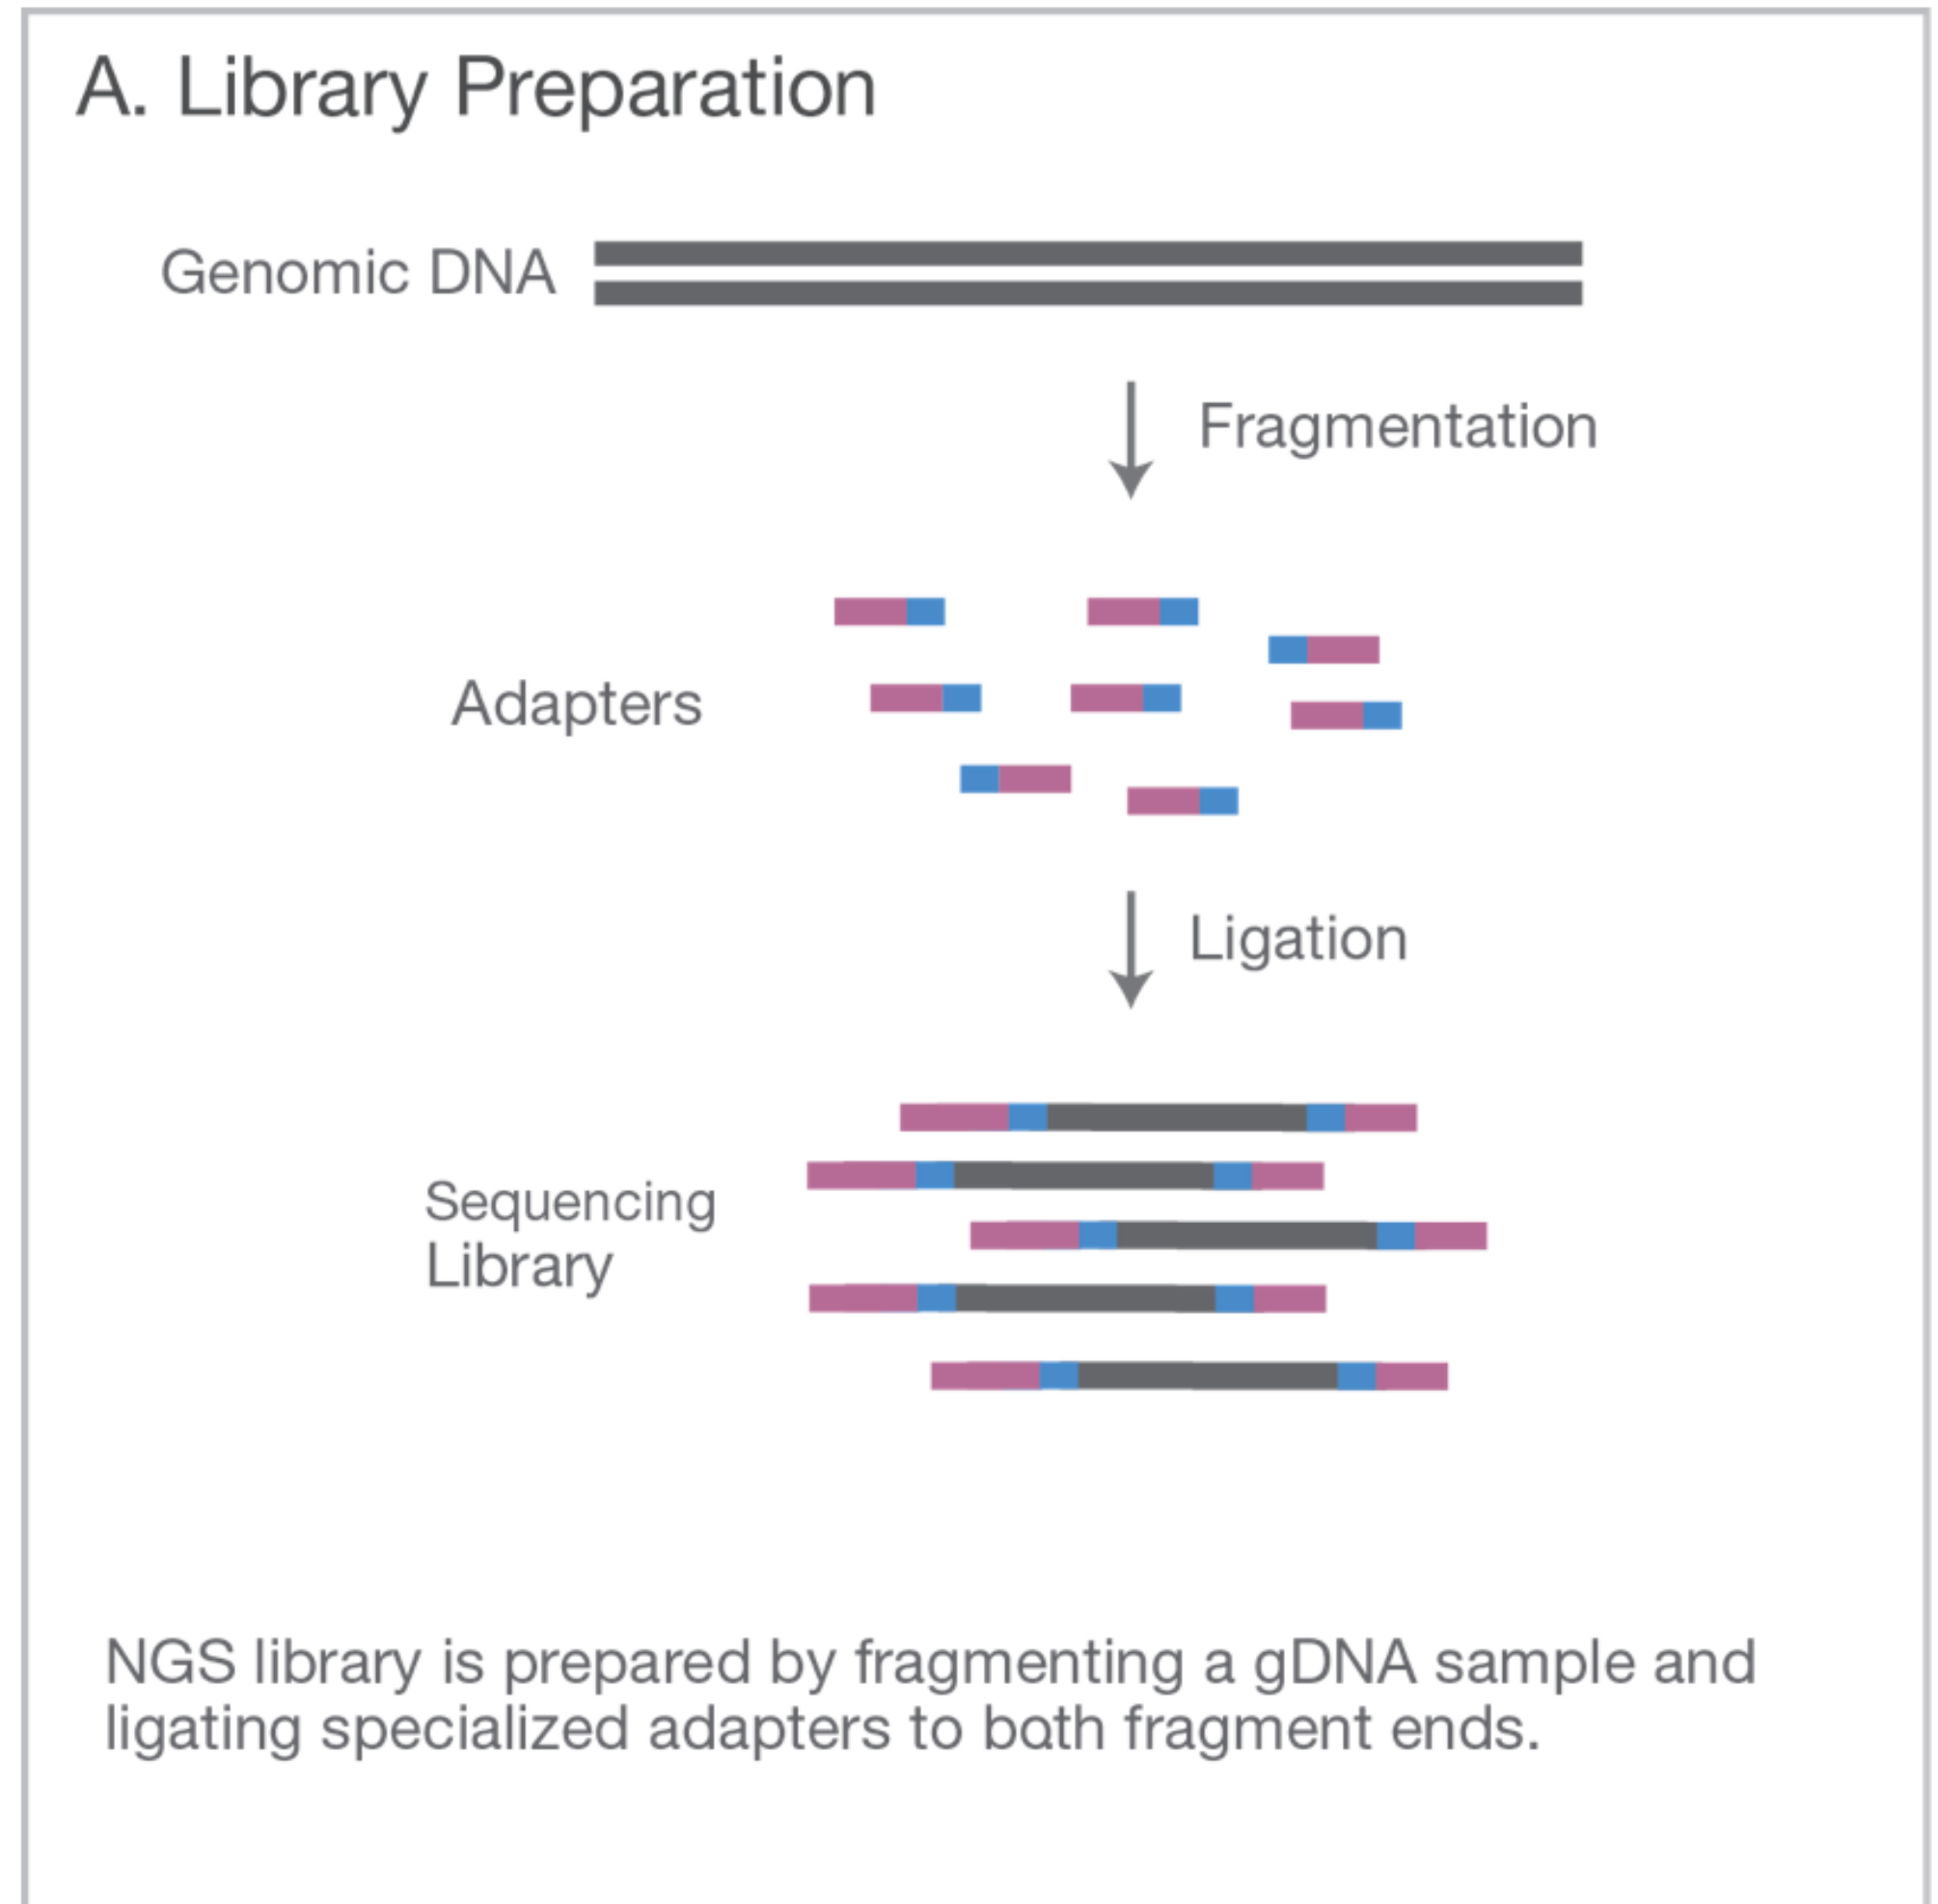 A. Library Preparation
Genomic DNA
Fragmentation
Adapters
Ligation
Sequencing
Library
NGS library is prepared by fragmenting a gDNA sample and
ligating specialized adapters to both fragment ends.